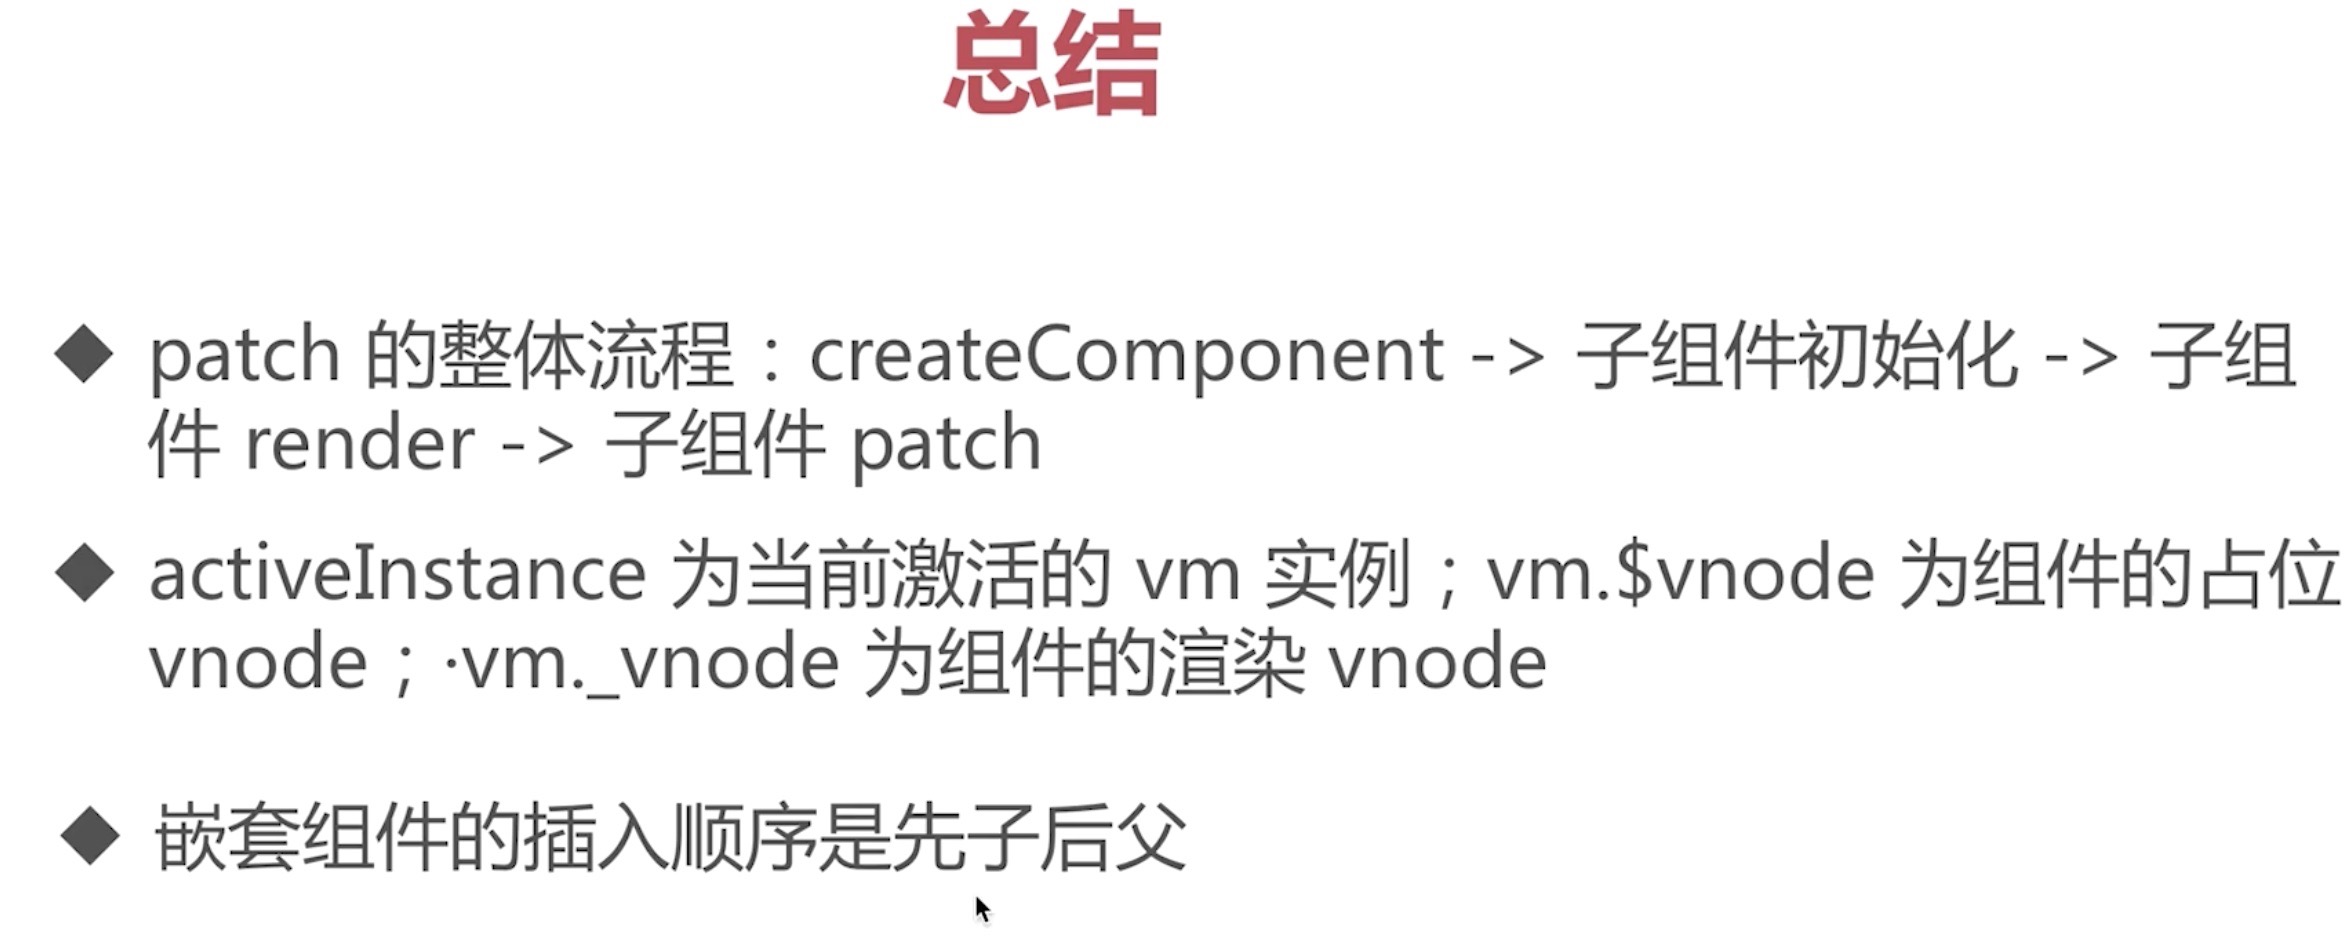 总结
◆ patch 的整体流程：createComponent -> 子组件初始化 -> 子组
件 render -> 子组件 patch
◆ activeInstance 为当前激活的 vm 实例；vm.$vnode 为组件的占位
vnode；·vm._vnode 为组件的渲染 vnode
◆ 嵌套组件的插入顺序是先子后父